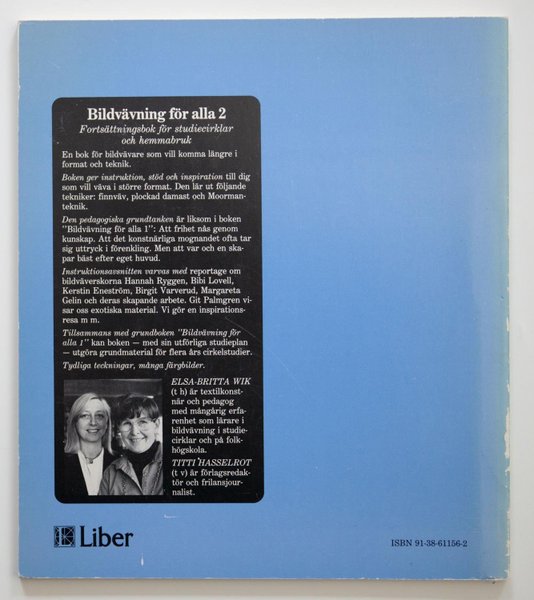 Bildvävning för alla 2
Fortsättningsbok för studiecirklar
och hemmabruk
En bok för bildvävare som vill komma längre i
format och teknik.
Boken ger instruktion, stöd och inspiration till dig
som vill väva i större format. Den lär ut följande
tekniker: finnväv, plockad damast och Moorman-
teknik.
Den pedagogiska grundtanken är liksom i boken
"Bildvävning för alla 1": Att frihet nås genom
kunskap. Att det konstnärliga mognandet ofta tar
sig uttryck i förenkling. Men att var och en ska-
par bäst efter eget huvud.
Instruktionsavsnitten varvas med reportage om
bildväverskorna Hannah Ryggen, Bibi Lovell,
Kerstin Eneström, Birgit Varverud, Margareta
Gelin och deras skapande arbete. Git Palmgren vi-
sar oss exotiska material. Vi gör en inspirations-
resa m m.
Tillsammans med grundboken "Bildvävning för
alla 1" kan boken — med sin utförliga studieplan
— utgöra grundmaterial för flera års cirkelstudier.
Tydliga teckningar, många färgbilder.
ELSA-BRITTA WIK
(t h) är textilkonst-
när och pedagog
med mångårig erfa-
renhet som lärare i
bildvävning i studie-
cirklar och på folk-
högskola.
TITTI HASSELROT
(t v) är förlagsredak-
tör och frilansjour-
nalist.
Liber
ISBN 91-38-61156-2